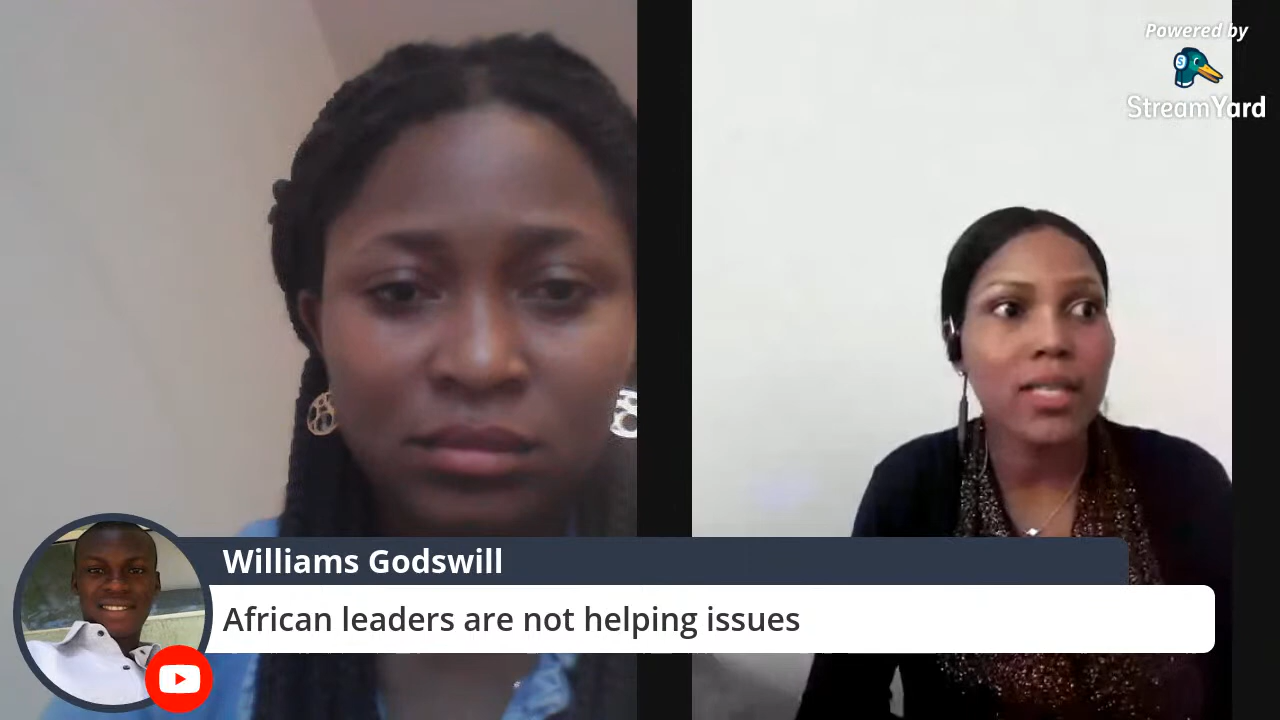 Powered by
StreamYard
Williams Godswill
African leaders are not helping issues